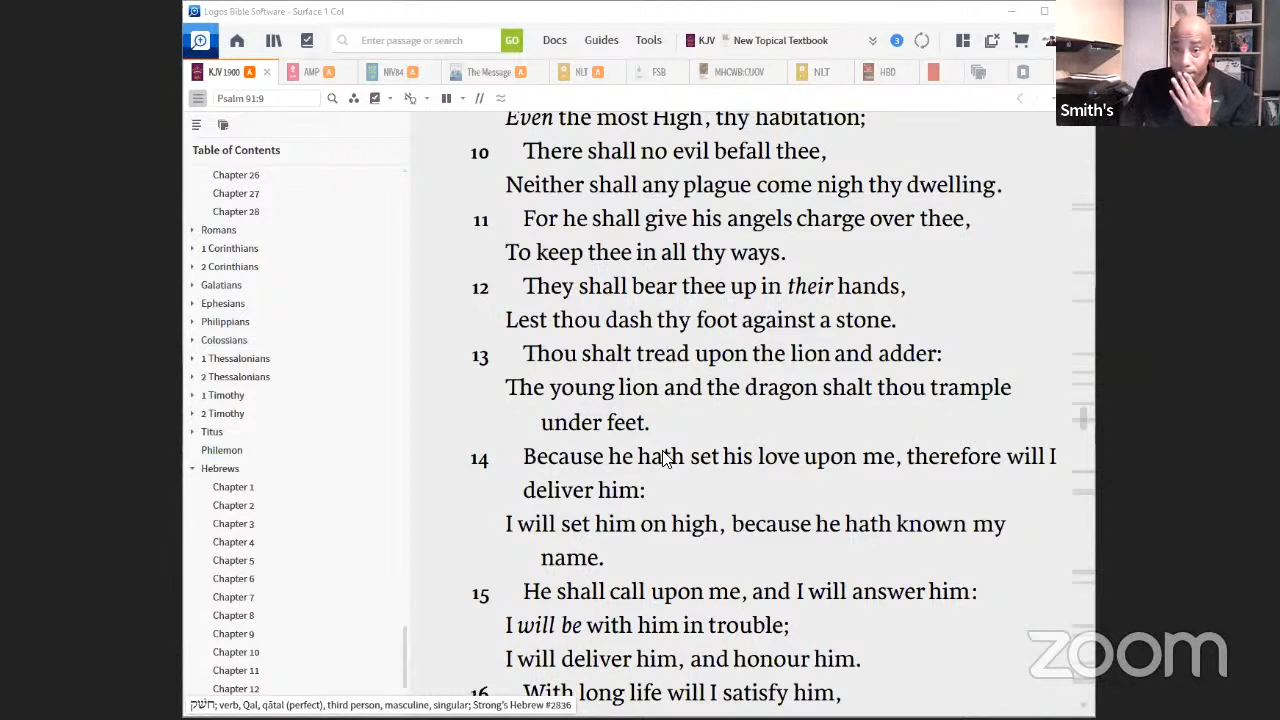 Logos Bible Software - Surface 1 Col
Enter passage or search
GO
Docs
Guides
Tools
KJV
New Topical Textbook
3
KJV 1900 A
AMP A
NIV84 A
The Message A
NLT A
FSB
MHCWB:CUOV
NLT
HBD
Psalm 91:9
Smith's
Table of Contents
Chapter 26
Chapter 27
Chapter 28
Romans
1 Corinthians
2 Corinthians
Galatians
Ephesians
Philippians
Colossians
1 Thessalonians
2 Thessalonians
1 Timothy
2 Timothy
Titus
Philemon
Hebrews
Chapter 1
Chapter 2
Chapter 3
Chapter 4
Chapter 5
Chapter 6
Chapter 7
Chapter 8
Chapter 9
Chapter 10
Chapter 11
Chapter 12
Even the most High, thy habitation;
10 There shall no evil befall thee,
Neither shall any plague come nigh thy dwelling.
11 For he shall give his angels charge over thee,
To keep thee in all thy ways.
12 They shall bear thee up in their hands,
Lest thou dash thy foot against a stone.
13 Thou shalt tread upon the lion and adder:
The young lion and the dragon shalt thou trample
under feet.
14 Because he hath set his love upon me, therefore will I
deliver him:
I will set him on high, because he hath known my
name.
15 He shall call upon me, and I will answer him:
I will be with him in trouble;
I will deliver him, and honour him.
16 With long life will I satisfy him,
חשׁק; verb, Qal, qātal (perfect), third person, masculine, singular; Strong's Hebrew #2836
zoom